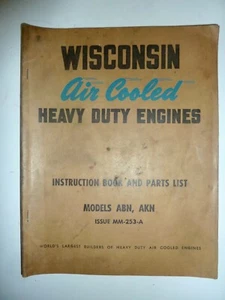 WISCONSIN
Air Cooled
HEAVY DUTY ENGINES
INSTRUCTION BOOK AND PARTS LIST
MODELS ABN, AKN
ISSUE MM-253-A
WORLD'S LARGEST BUILDERS OF HEAVY DUTY AIR COOLED ENGINES